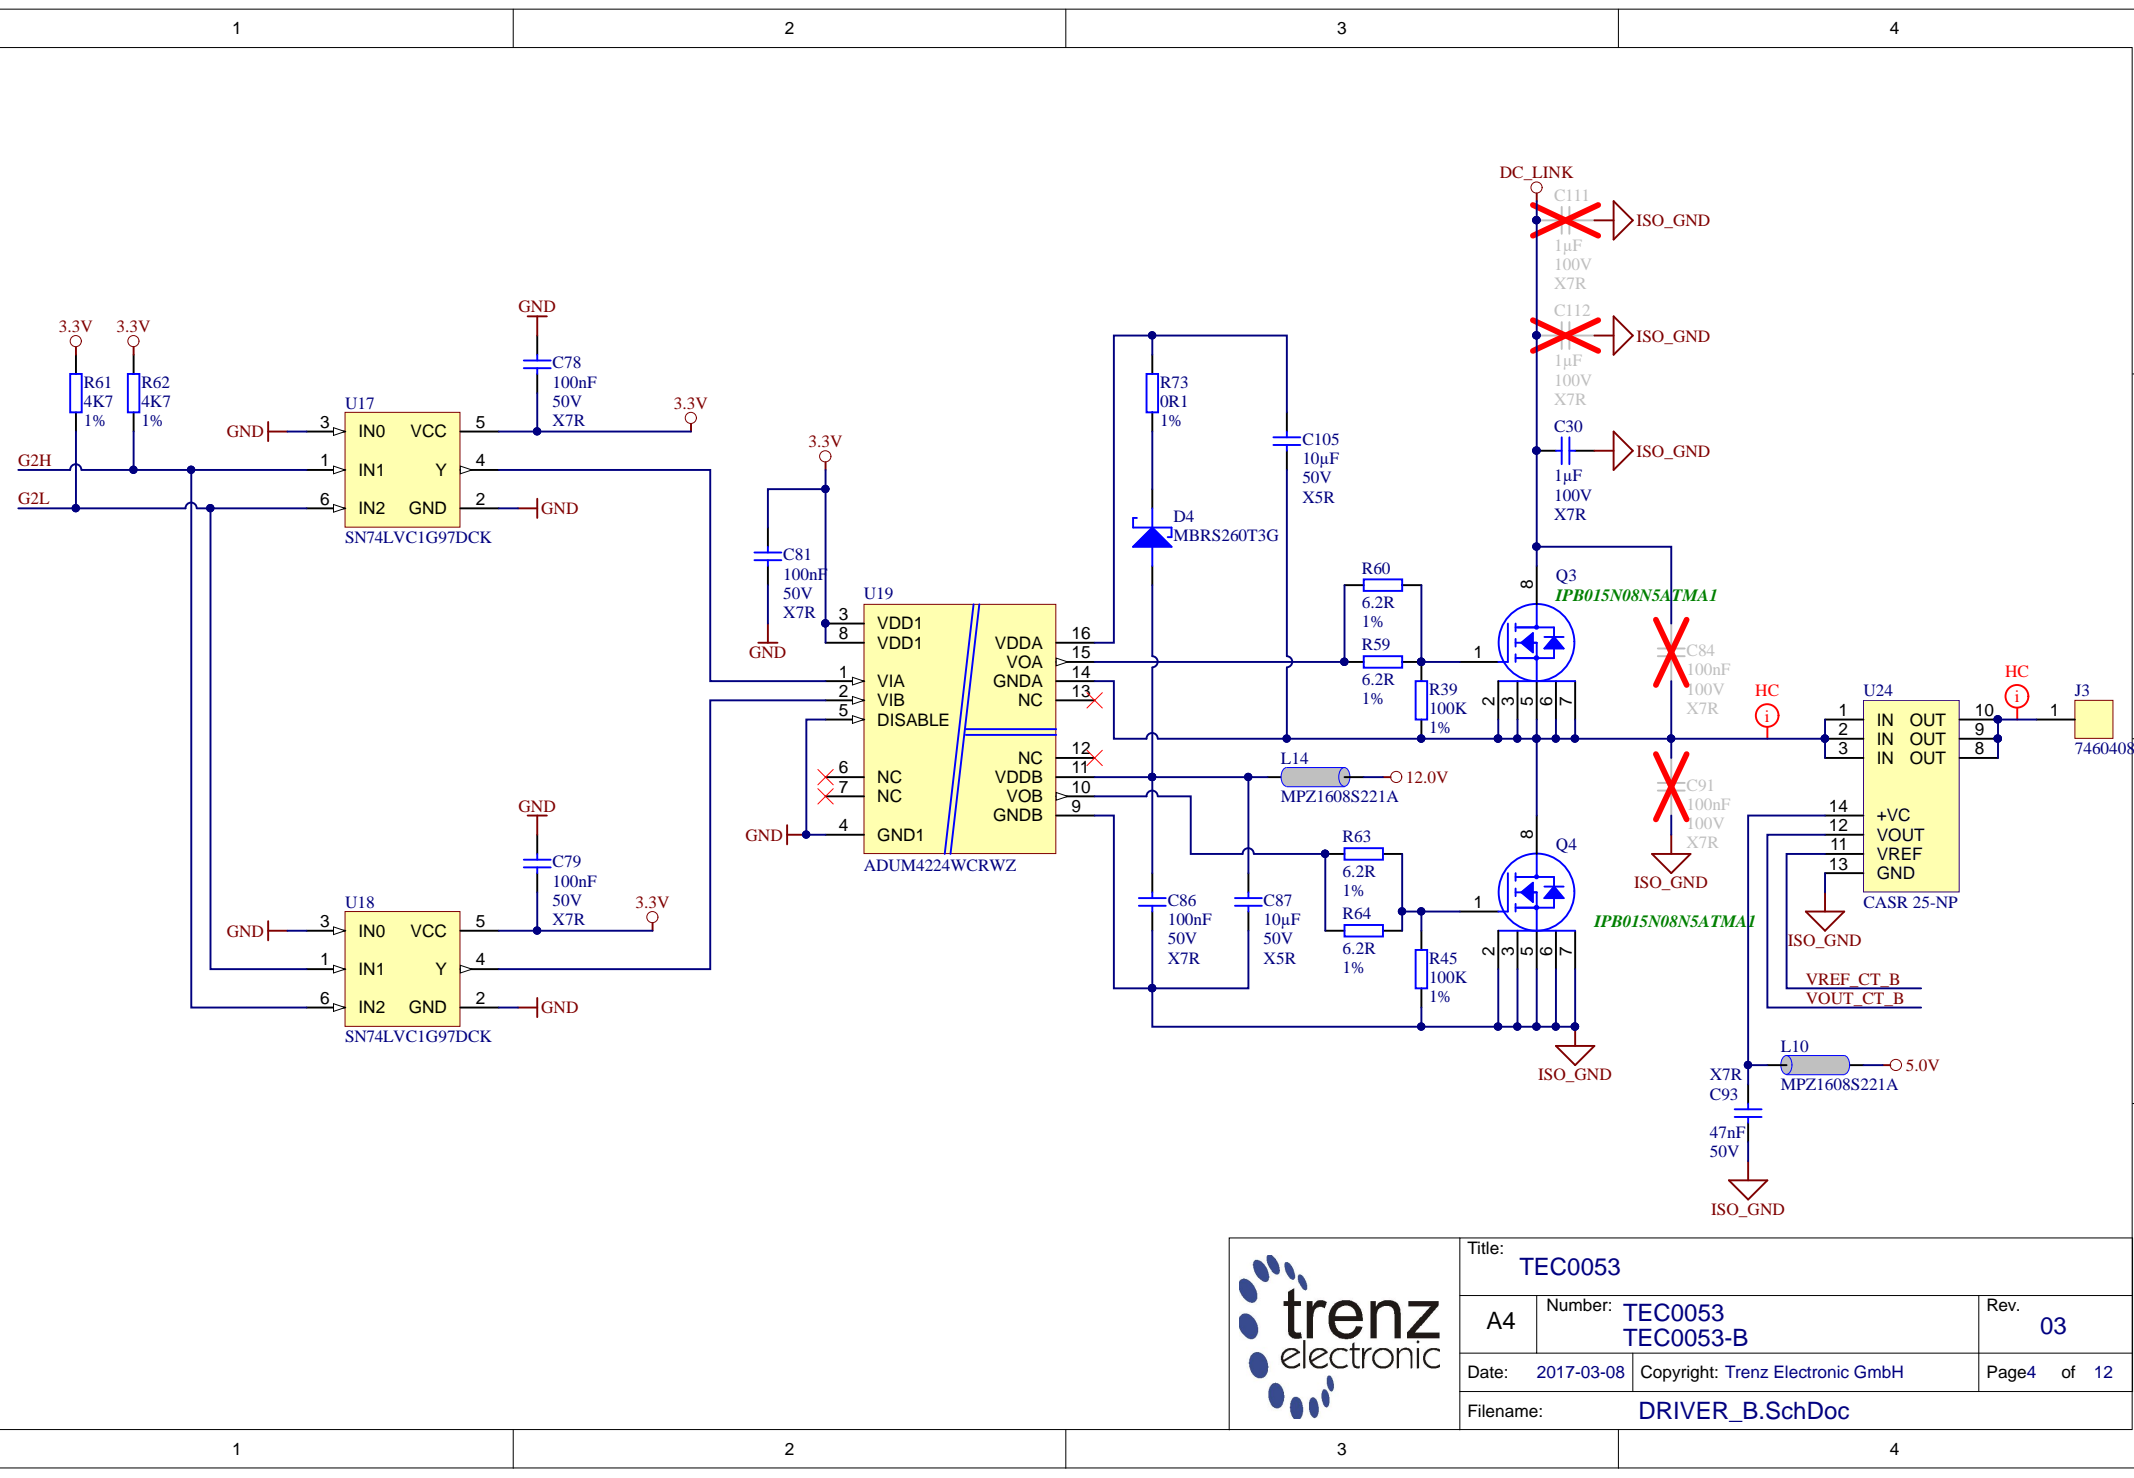 1
2
3
4
DC_LINK
C111
1µF
100V
X7R
ISO_GND
C112
1µF
100V
X7R
ISO_GND
C30
1µF
100V
X7R
ISO_GND
3.3V
3.3V
R61
4K7
1%
R62
4K7
1%
G2H
G2L
GND
C78
100nF
50V
X7R
3.3V
U17
GND
3 IN0 VCC 5
1 IN1 Y 4
6 IN2 GND 2
GND
SN74LVC1G97DCK
3.3V
C81
100nF
50V
X7R
GND
U19
3 VDD1
8 VDD1
1 VIA
2 VIB
5 DISABLE
6 NC
7 NC
4 GND1
GND
VDDA 16
VOA 15
GNDA 14
NC 13
NC 12
VDDB 11
VOB 10
GNDB 9
ADUM4224WCRWZ
R73
0R1
1%
D4
MBRS260T3G
C105
10µF
50V
X5R
R60
6.2R
1%
R59
6.2R
1%
R39
100K
1%
Q3
IPB015N08N5ATMA1
8
1
2 3 5 6 7
C84
100nF
100V
X7R
HC
i
C91
100nF
100V
X7R
ISO_GND
L14
MPZ1608S221A
12.0V
R63
6.2R
1%
R64
6.2R
1%
R45
100K
1%
Q4
IPB015N08N5ATMA1
8
1
2 3 5 6 7
ISO_GND
C86
100nF
50V
X7R
C87
10µF
50V
X5R
U24
1 IN OUT 10
2 IN OUT 9
3 IN OUT 8
14 +VC
12 VOUT
11 VREF
13 GND
CASR 25-NP
ISO_GND
HC
i
J3
1
7460408
VREF_CT_B
VOUT_CT_B
L10
MPZ1608S221A
5.0V
X7R
C93
47nF
50V
ISO_GND
GND
C79
100nF
50V
X7R
3.3V
U18
GND
3 IN0 VCC 5
1 IN1 Y 4
6 IN2 GND 2
GND
SN74LVC1G97DCK
trenz
electronic
Title:
TEC0053
A4
Number: TEC0053
TEC0053-B
Rev.
03
Date: 2017-03-08
Copyright: Trenz Electronic GmbH
Page4 of 12
Filename: DRIVER_B.SchDoc
1
2
3
4